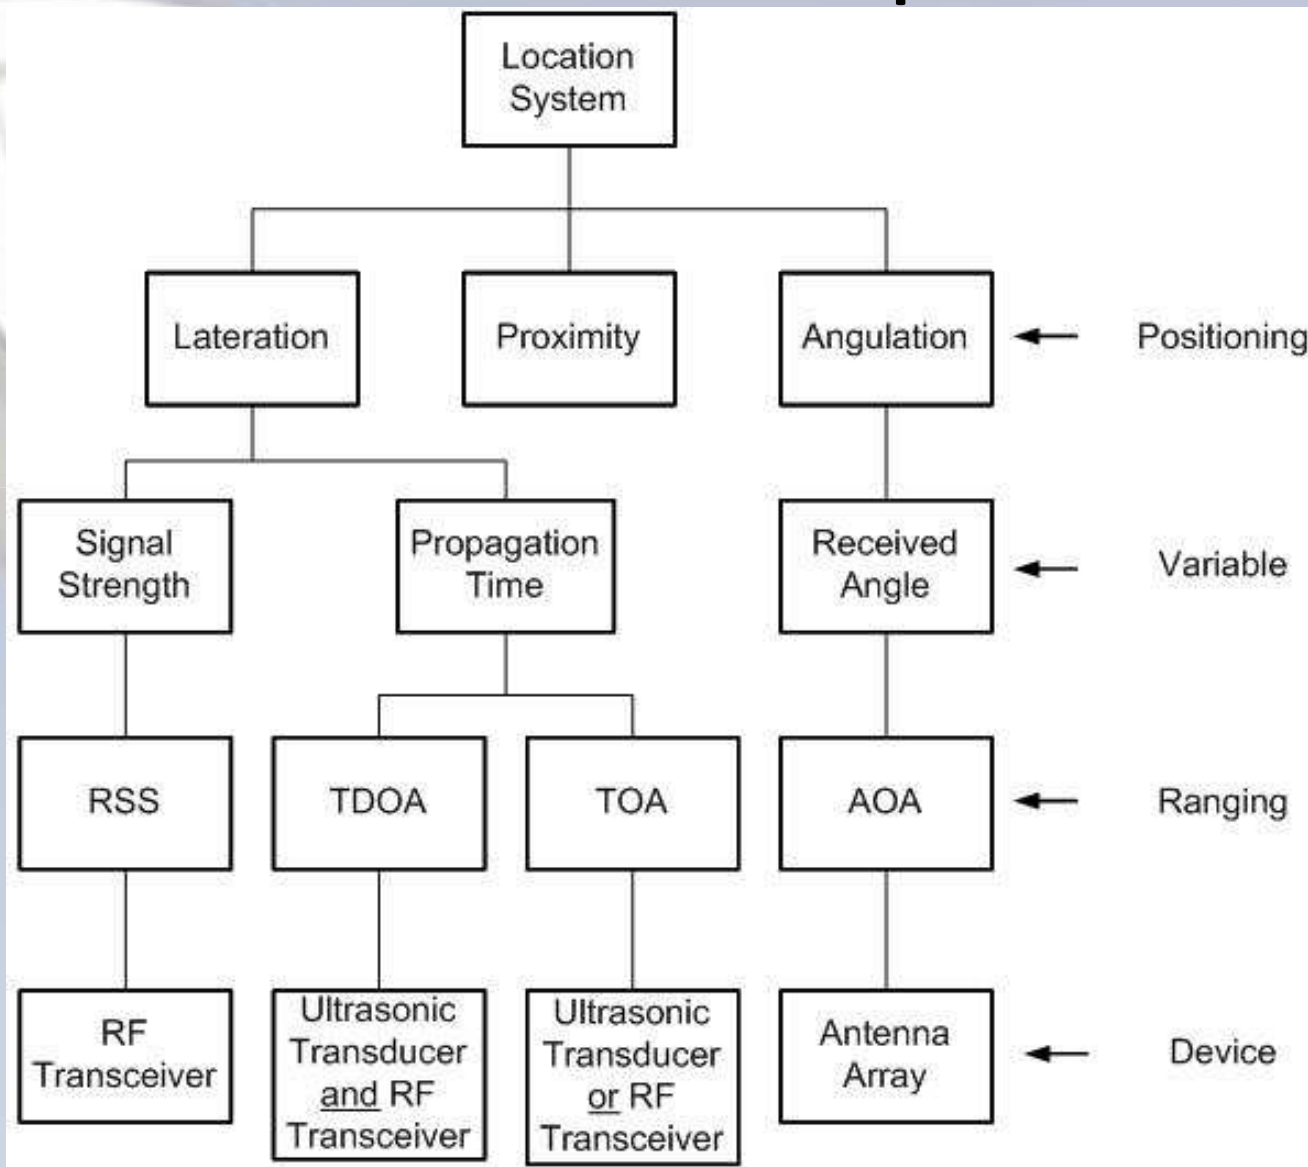 Location
System
Lateration
Proximity
Angulation
Positioning
Signal
Strength
Propagation
Time
Received
Angle
Variable
RSS
TDOA
TOA
AOA
Ranging
RF
Transceiver
Ultrasonic
Transducer
and RF
Transceiver
Ultrasonic
Transducer
or RF
Transceiver
Antenna
Array
Device